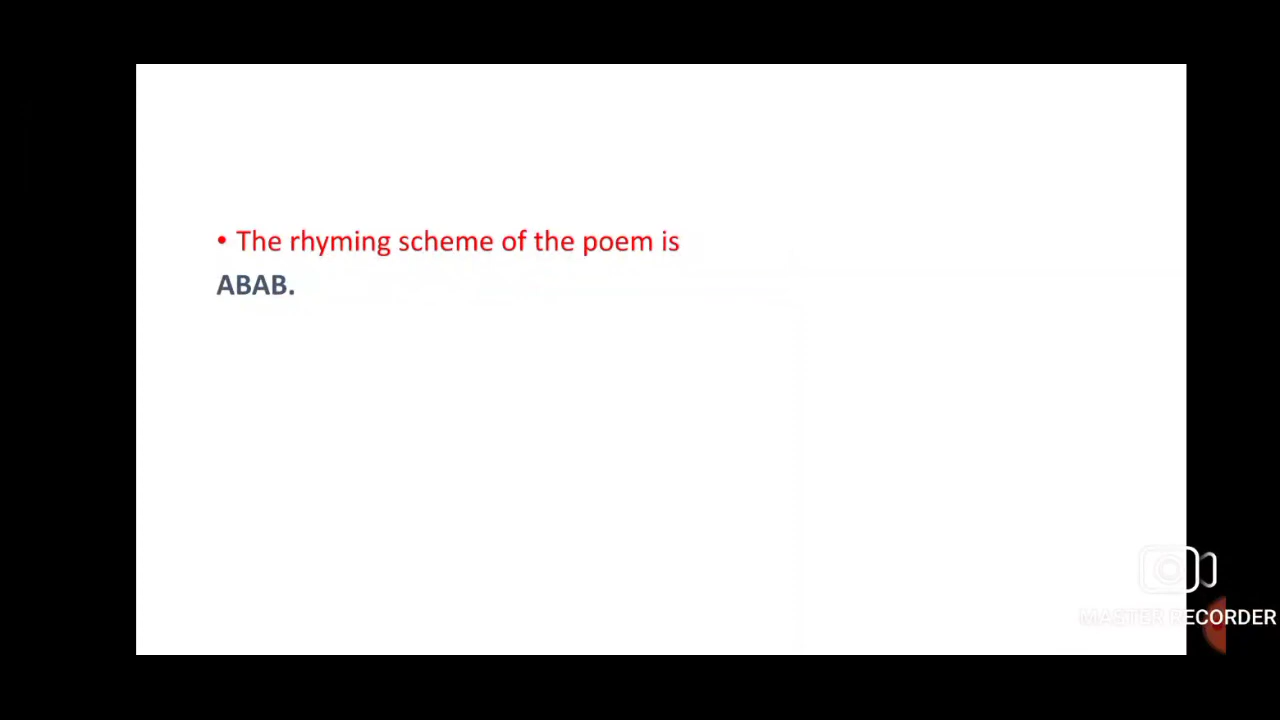 • The rhyming scheme of the poem is
ABAB.
MASTER RECORDER